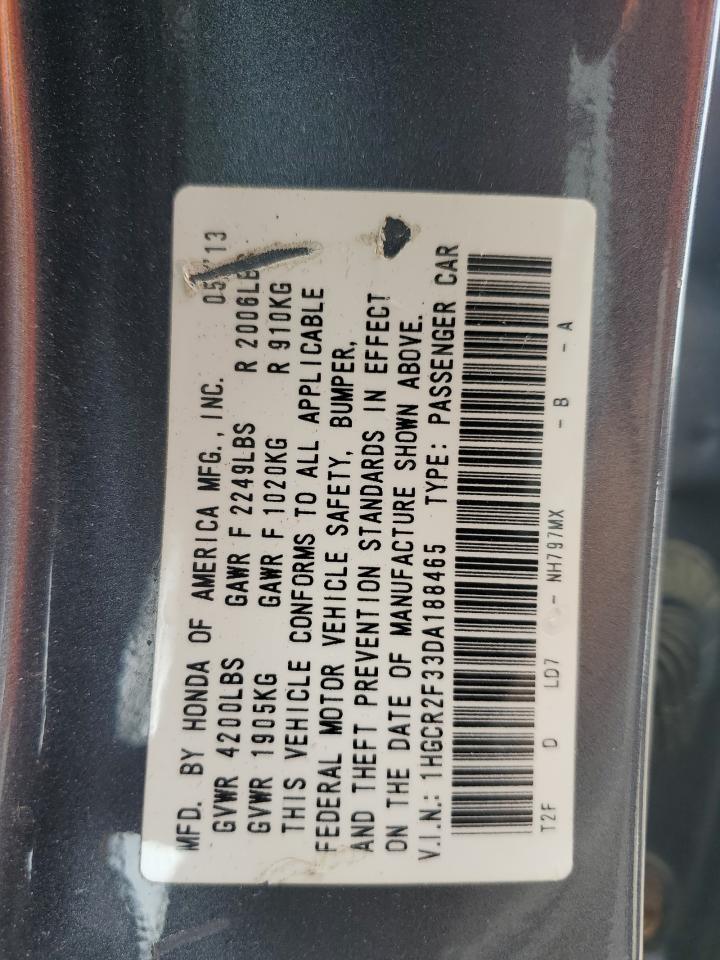 MFD. BY HONDA OF AMERICA MFG., INC. 05/'13
GVWR 4200LBS GAWR F 2249LBS R 2006LB
GVWR 1905KG GAWR F 1020KG R 910KG
THIS VEHICLE CONFORMS TO ALL APPLICABLE
FEDERAL MOTOR VEHICLE SAFETY, BUMPER,
AND THEFT PREVENTION STANDARDS IN EFFECT
ON THE DATE OF MANUFACTURE SHOWN ABOVE.
V.I.N.: 1HGCR2F33DA188465 TYPE: PASSENGER CAR
T2F D LD7 - NH797MX - B - A